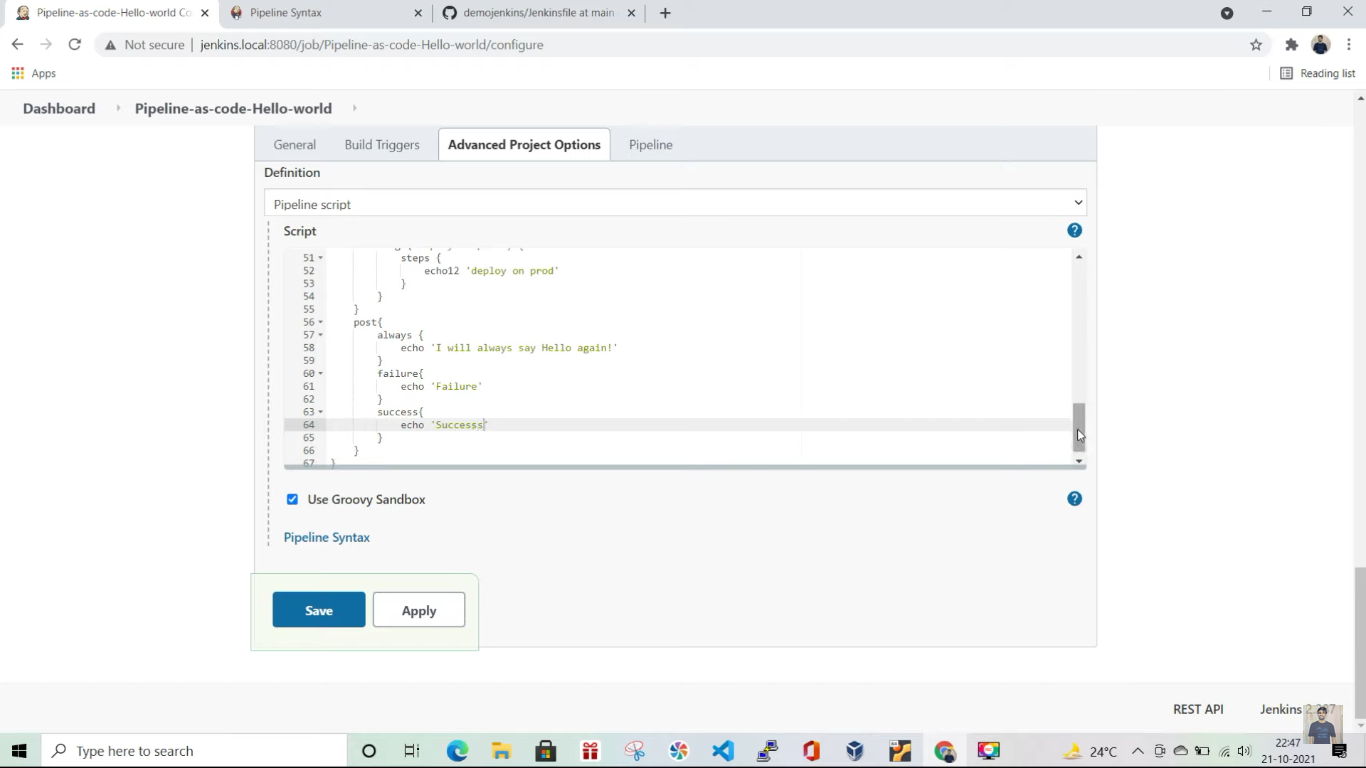 Pipeline-as-code-Hello-world Co
Pipeline Syntax
demojenkins/Jenkinsfile at main
Not secure
jenkins.local:8080/job/Pipeline-as-code-Hello-world/configure
Apps
Reading list
Dashboard
Pipeline-as-code-Hello-world
General
Build Triggers
Advanced Project Options
Pipeline
Definition
Pipeline script
Script
51 steps {
52 echo12 'deploy on prod'
53 }
54 }
55 }
56 post{
57 always {
58 echo 'I will always say Hello again!'
59 }
60 failure{
61 echo 'Failure'
62 }
63 success{
64 echo 'Successs'
65 }
66 }
67 }
Use Groovy Sandbox
Pipeline Syntax
Save
Apply
REST API
Jenkins
Type here to search
24°C
22:47
21-10-2021